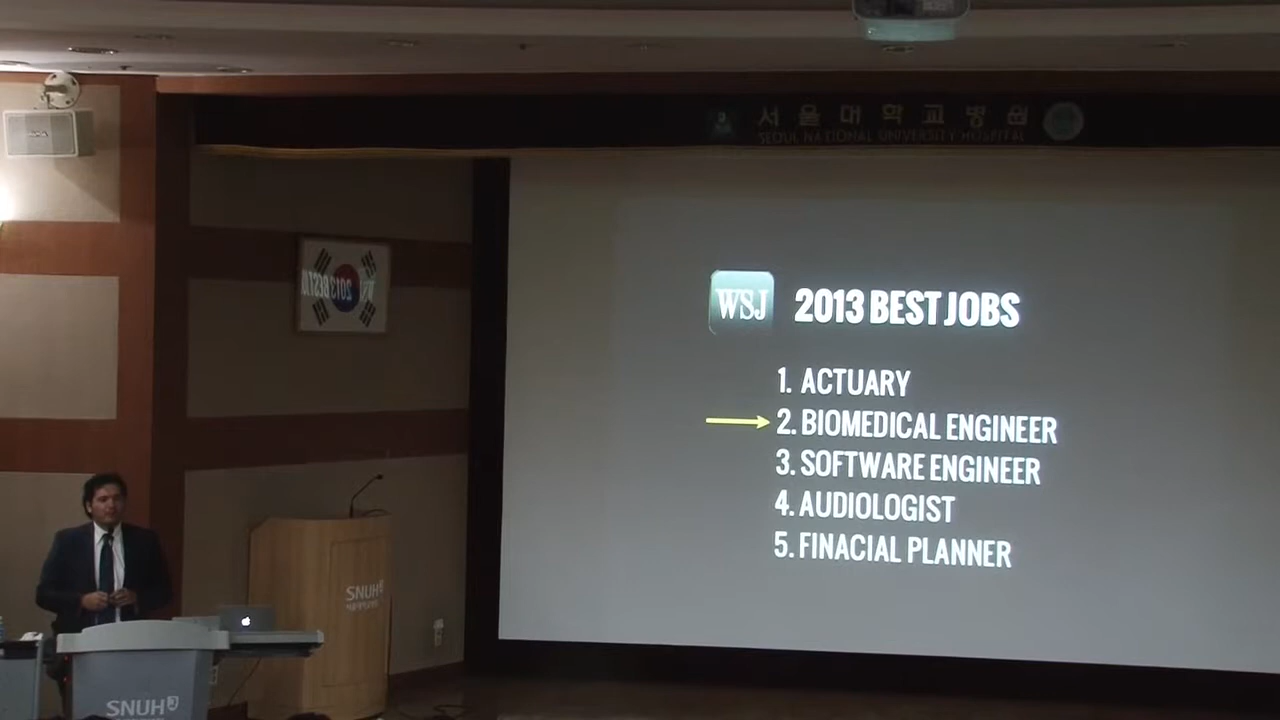 서울대학교병원
SEOUL NATIONAL UNIVERSITY HOSPITAL
WSJ 2013 BEST JOBS
1. ACTUARY
2. BIOMEDICAL ENGINEER
3. SOFTWARE ENGINEER
4. AUDIOLOGIST
5. FINACIAL PLANNER
SNUH
SNUH